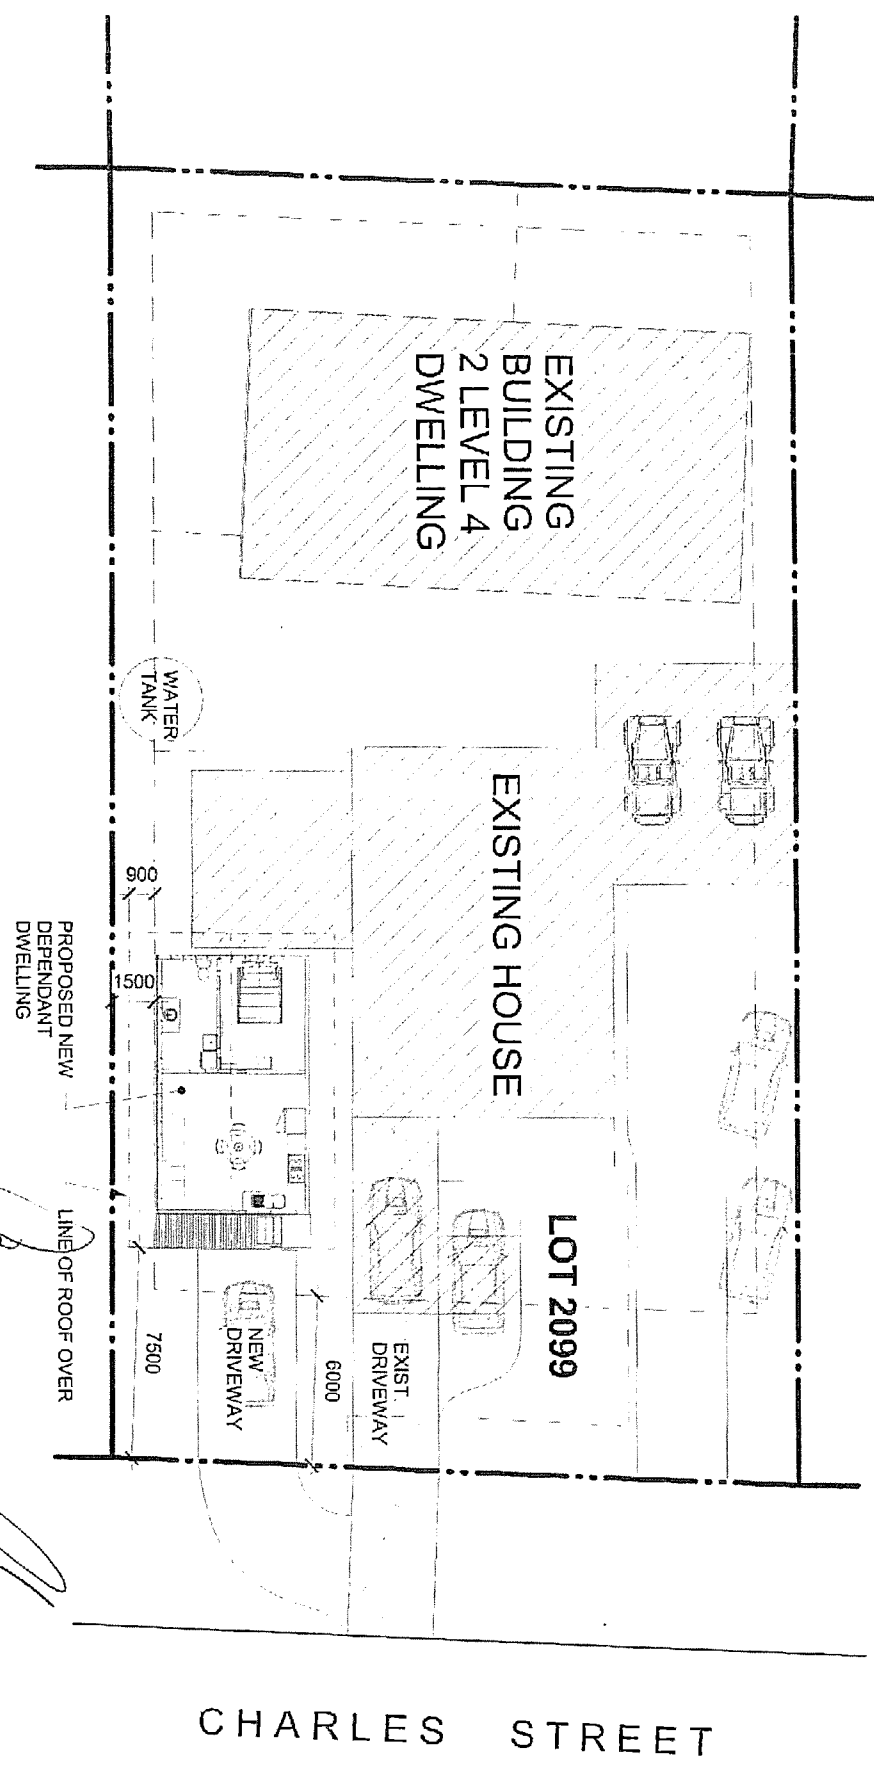 EXISTING
BUILDING
2 LEVEL 4
DWELLING
WATER
TANK
EXISTING HOUSE
900
1500
PROPOSED NEW
DEPENDANT
DWELLING
LINE OF ROOF OVER
LOT 2099
7500
NEW
DRIVEWAY
6000
EXIST.
DRIVEWAY
CHARLES STREET